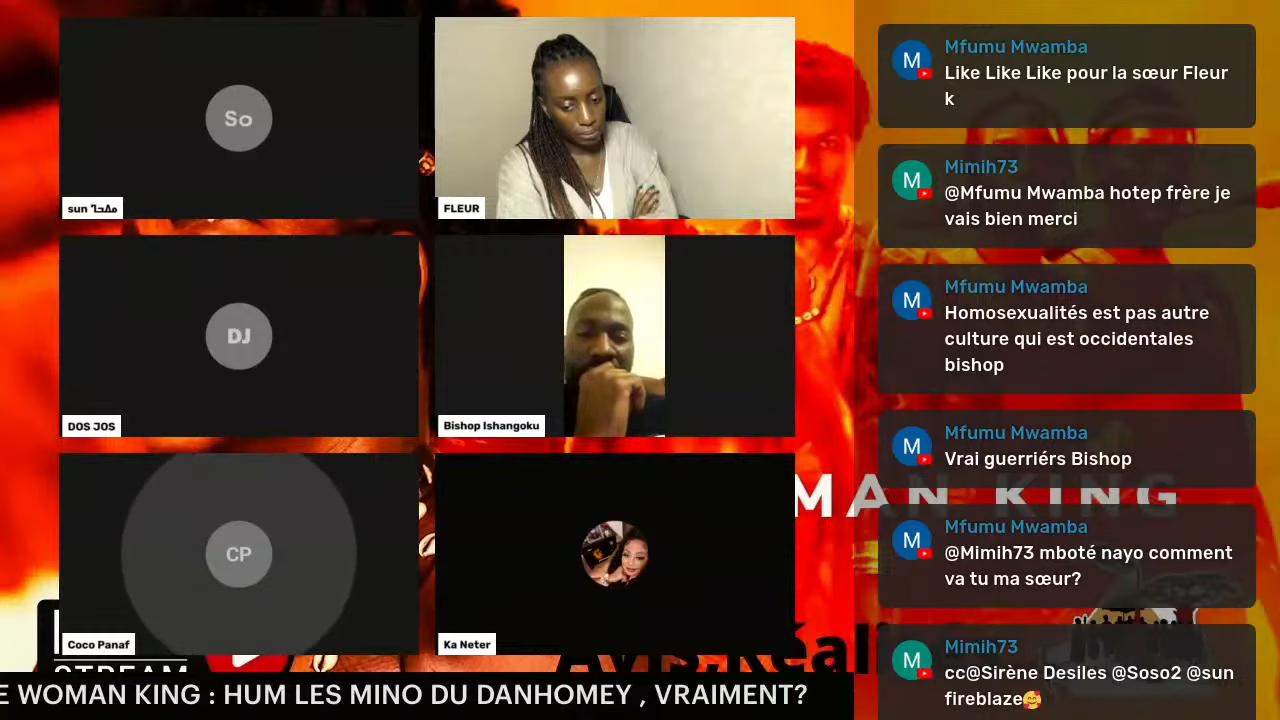 So
sun
FLEUR
DJ
DOS JOS
Bishop Ishangoku
CP
Coco Panaf
Ka Neter
MAN KING
STREAM
Avis,Réali
E WOMAN KING : HUM LES MINO DU DANHOMEY , VRAIMENT?
M
Mfumu Mwamba
Like Like Like pour la sœur Fleur
k
M
Mimih73
@Mfumu Mwamba hotep frère je
vais bien merci
M
Mfumu Mwamba
Homosexualités est pas autre
culture qui est occidentales
bishop
M
Mfumu Mwamba
Vrai guerriérs Bishop
M
Mfumu Mwamba
@Mimih73 mboté nayo comment
va tu ma sœur?
M
Mimih73
cc@Sirène Desiles @Soso2 @sun
fireblaze🥰